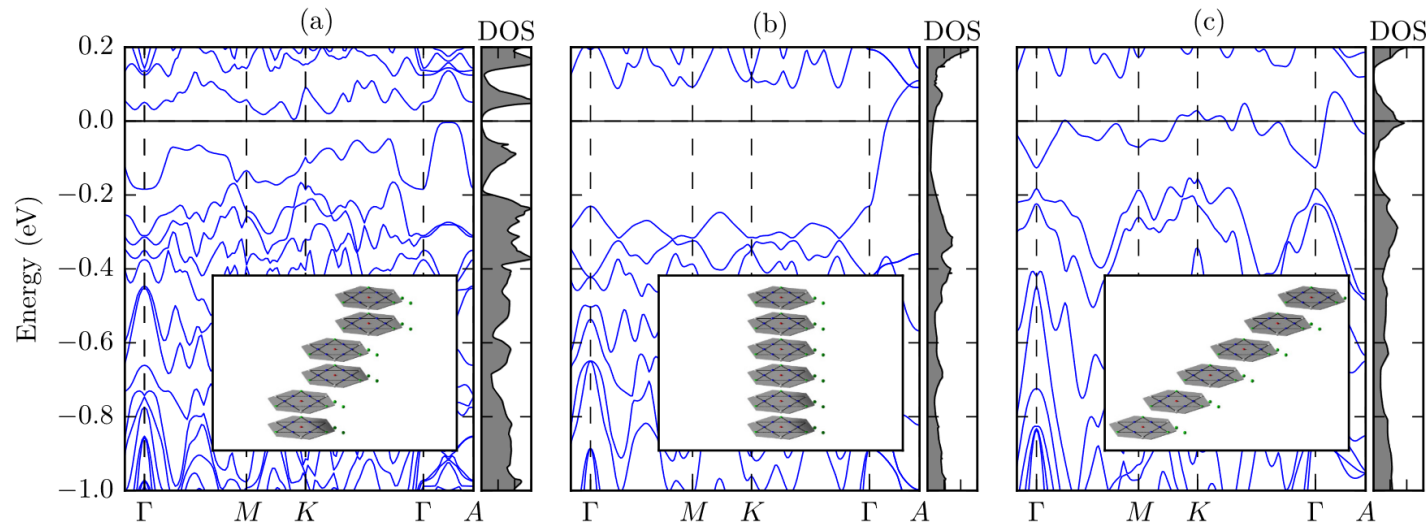 (a) DOS (b) DOS (c) DOS
Energy (eV)
0.2
0.0
−0.2
−0.4
−0.6
−0.8
−1.0
Γ M K Γ A Γ M K Γ A Γ M K Γ A